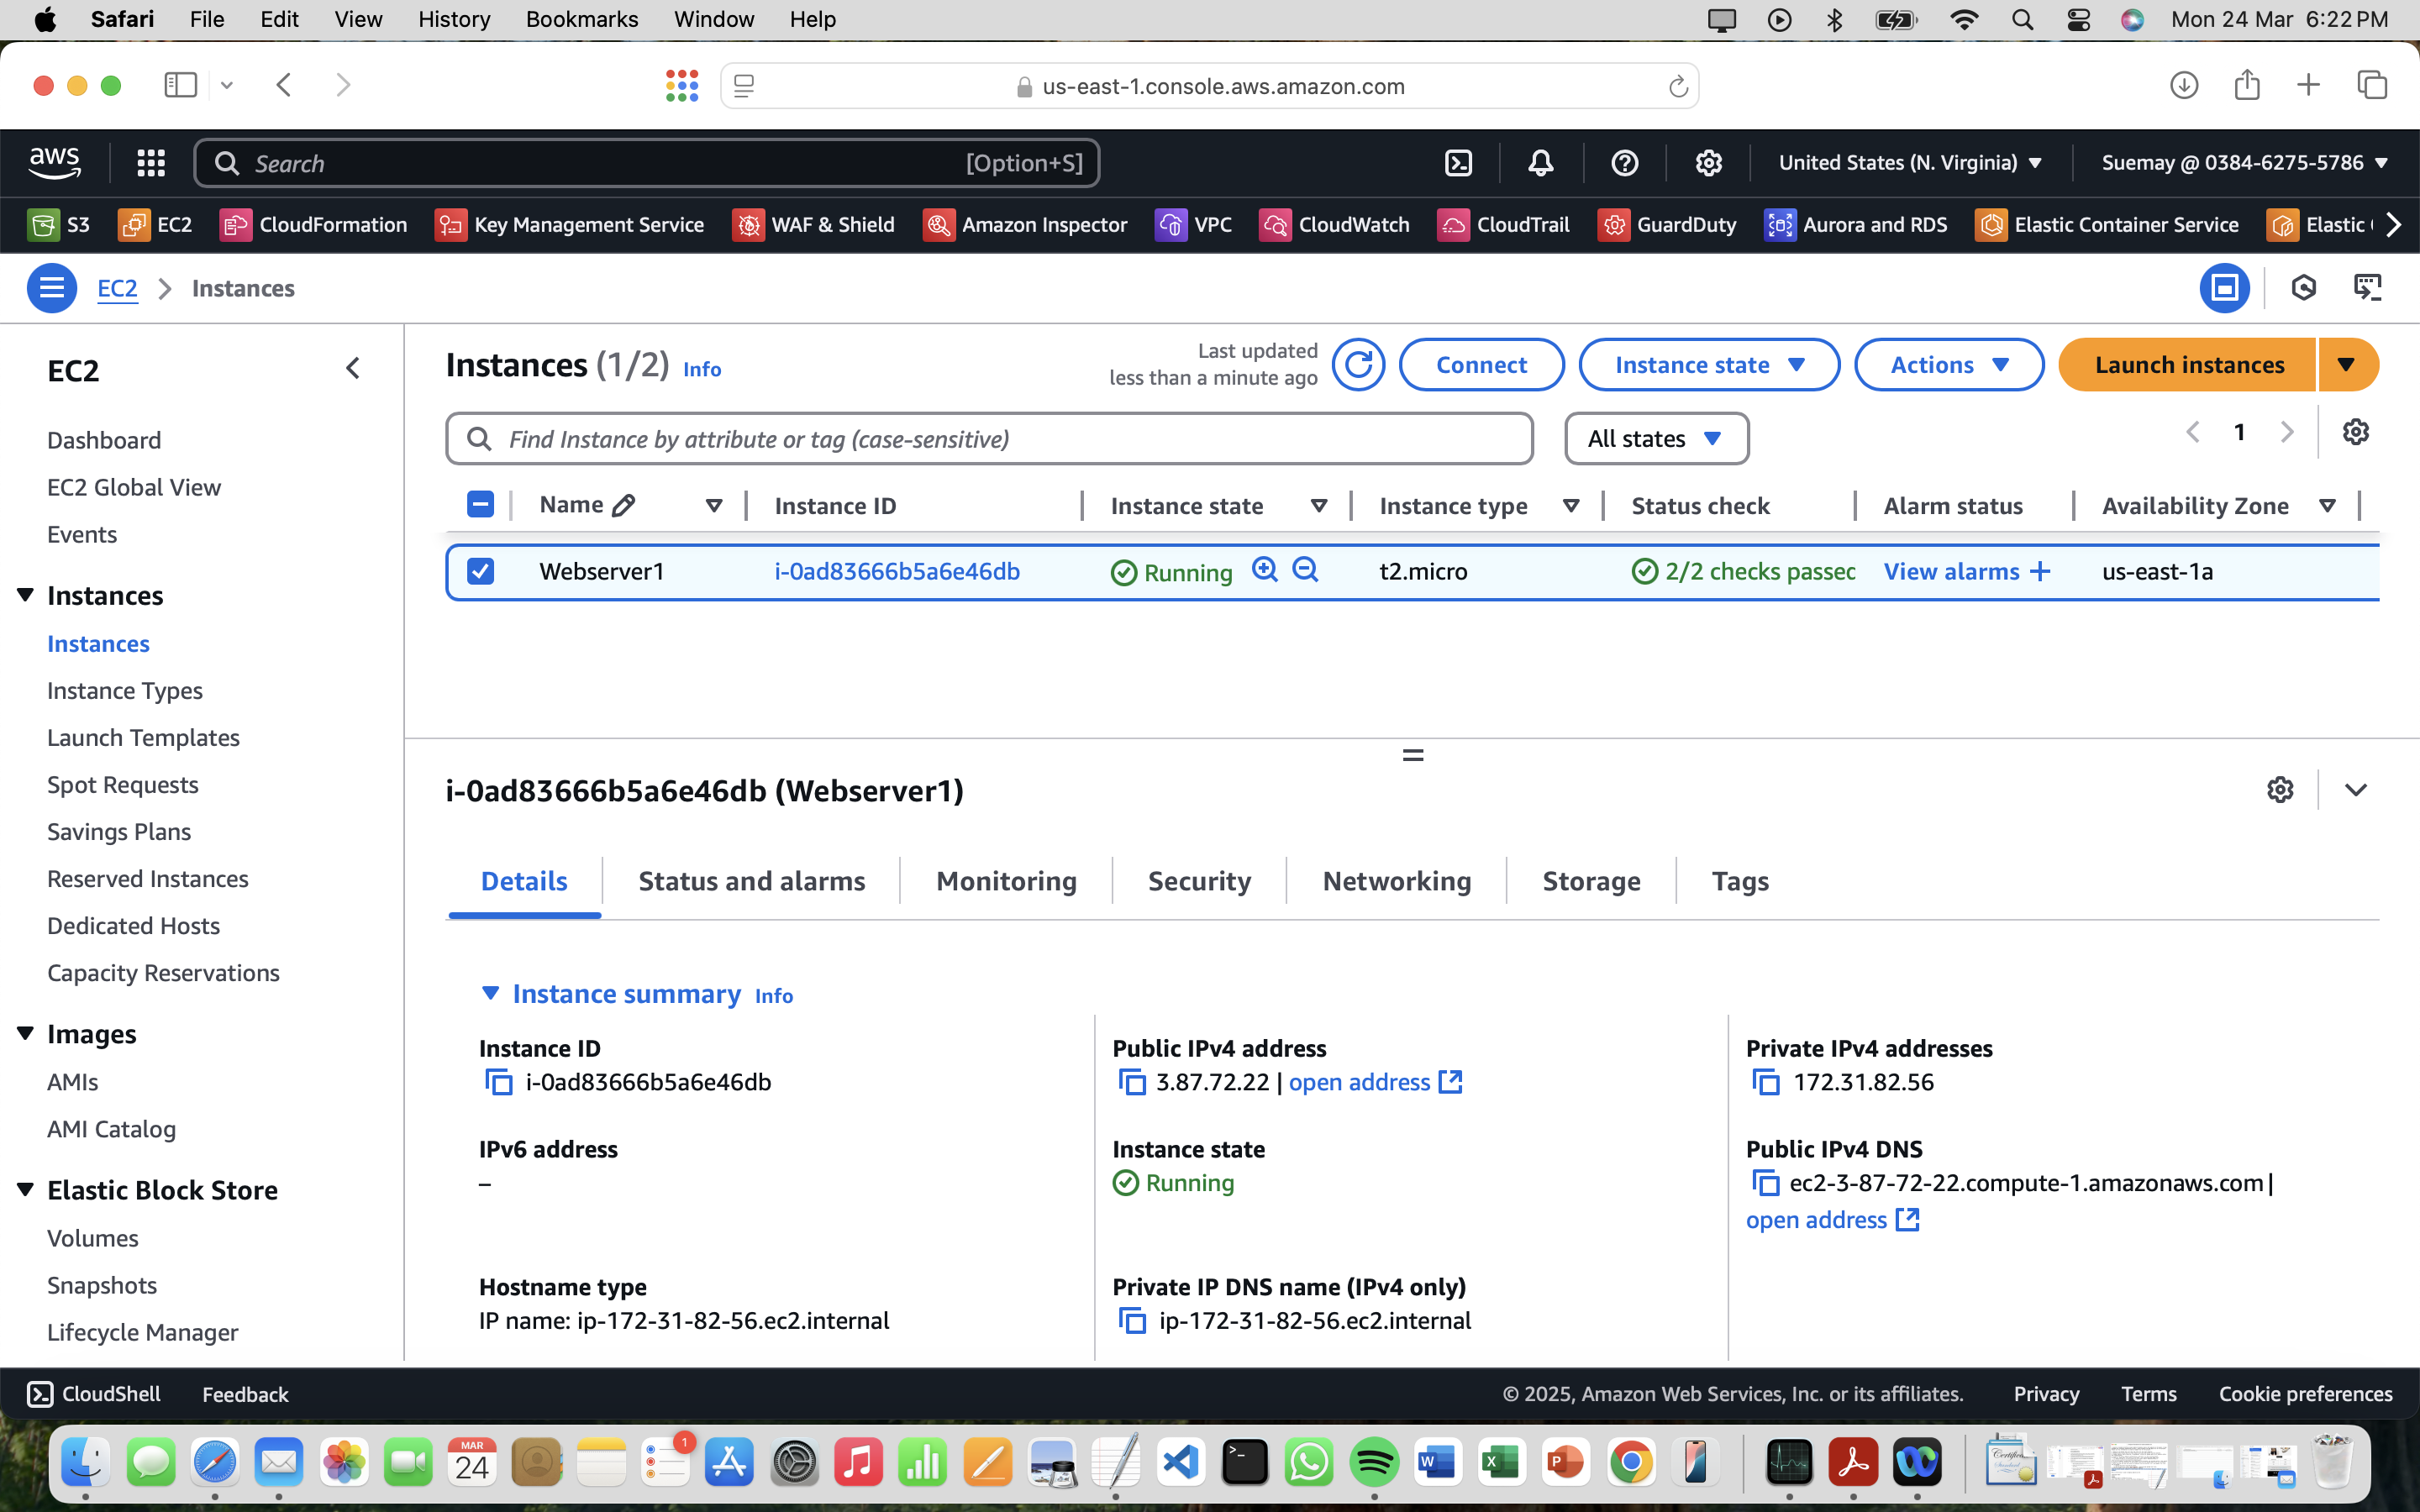 Safari File Edit View History Bookmarks Window Help Mon 24 Mar 6:22 PM
us-east-1.console.aws.amazon.com
aws Search [Option+S] United States (N. Virginia) Suemay @ 0384-6275-5786
S3 EC2 CloudFormation Key Management Service WAF & Shield Amazon Inspector VPC CloudWatch CloudTrail GuardDuty Aurora and RDS Elastic Container Service Elastic
EC2 Instances
EC2
Dashboard
EC2 Global View
Events
Instances
Instances
Instance Types
Launch Templates
Spot Requests
Savings Plans
Reserved Instances
Dedicated Hosts
Capacity Reservations
Images
AMIs
AMI Catalog
Elastic Block Store
Volumes
Snapshots
Lifecycle Manager
Instances (1/2) Info
Last updated
less than a minute ago
Connect Instance state Actions Launch instances
Find Instance by attribute or tag (case-sensitive) All states 1
Name Instance ID Instance state Instance type Status check Alarm status Availability Zone
Webserver1 i-0ad83666b5a6e46db Running t2.micro 2/2 checks passec View alarms + us-east-1a
i-0ad83666b5a6e46db (Webserver1)
Details Status and alarms Monitoring Security Networking Storage Tags
Instance summary Info
Instance ID
i-0ad83666b5a6e46db
Public IPv4 address
3.87.72.22 | open address
Private IPv4 addresses
172.31.82.56
IPv6 address
–
Instance state
Running
Public IPv4 DNS
ec2-3-87-72-22.compute-1.amazonaws.com |
open address
Hostname type
IP name: ip-172-31-82-56.ec2.internal
Private IP DNS name (IPv4 only)
ip-172-31-82-56.ec2.internal
CloudShell Feedback © 2025, Amazon Web Services, Inc. or its affiliates. Privacy Terms Cookie preferences
MAR
24
1
W
X
P